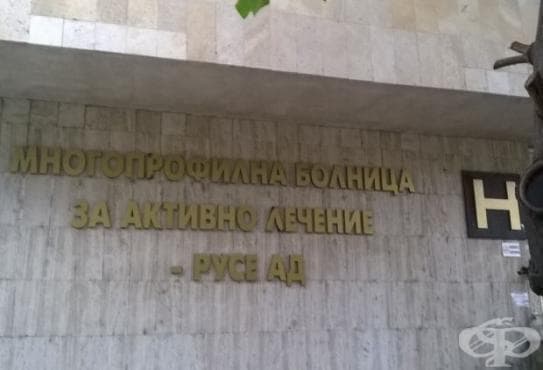 МНОГОПРОФИЛНА БОЛНИЦА
ЗА АКТИВНО ЛЕЧЕНИЕ
- РУСЕ АД
Н